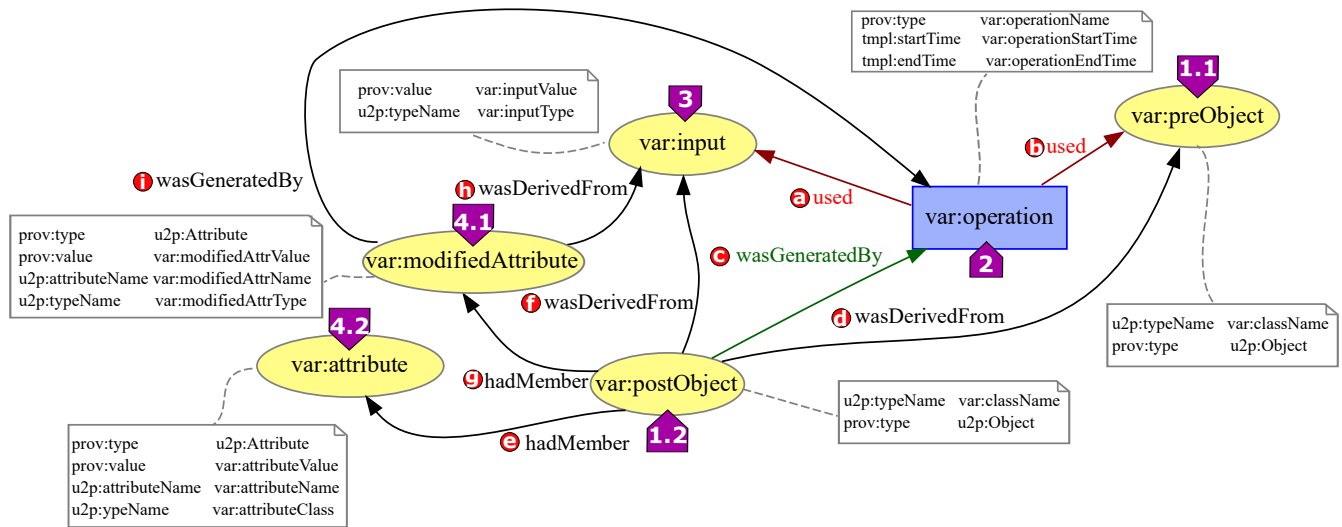 prov:type var:operationName
tmpl:startTime var:operationStartTime
tmpl:endTime var:operationEndTime
1.1
var:preObject
prov:value var:inputValue
u2p:typeName var:inputType
3
var:input
b used
i wasGeneratedBy
h wasDerivedFrom
a used
var:operation
2
prov:type u2p:Attribute
prov:value var:modifiedAttrValue
u2p:attributeName var:modifiedAttrName
u2p:typeName var:modifiedAttrType
4.1
var:modifiedAttribute
c wasGeneratedBy
f wasDerivedFrom
d wasDerivedFrom
u2p:typeName var:className
prov:type u2p:Object
4.2
var:attribute
g hadMember
var:postObject
1.2
e hadMember
u2p:typeName var:className
prov:type u2p:Object
prov:type u2p:Attribute
prov:value var:attributeValue
u2p:attributeName var:attributeName
u2p:ypeName var:attributeClass